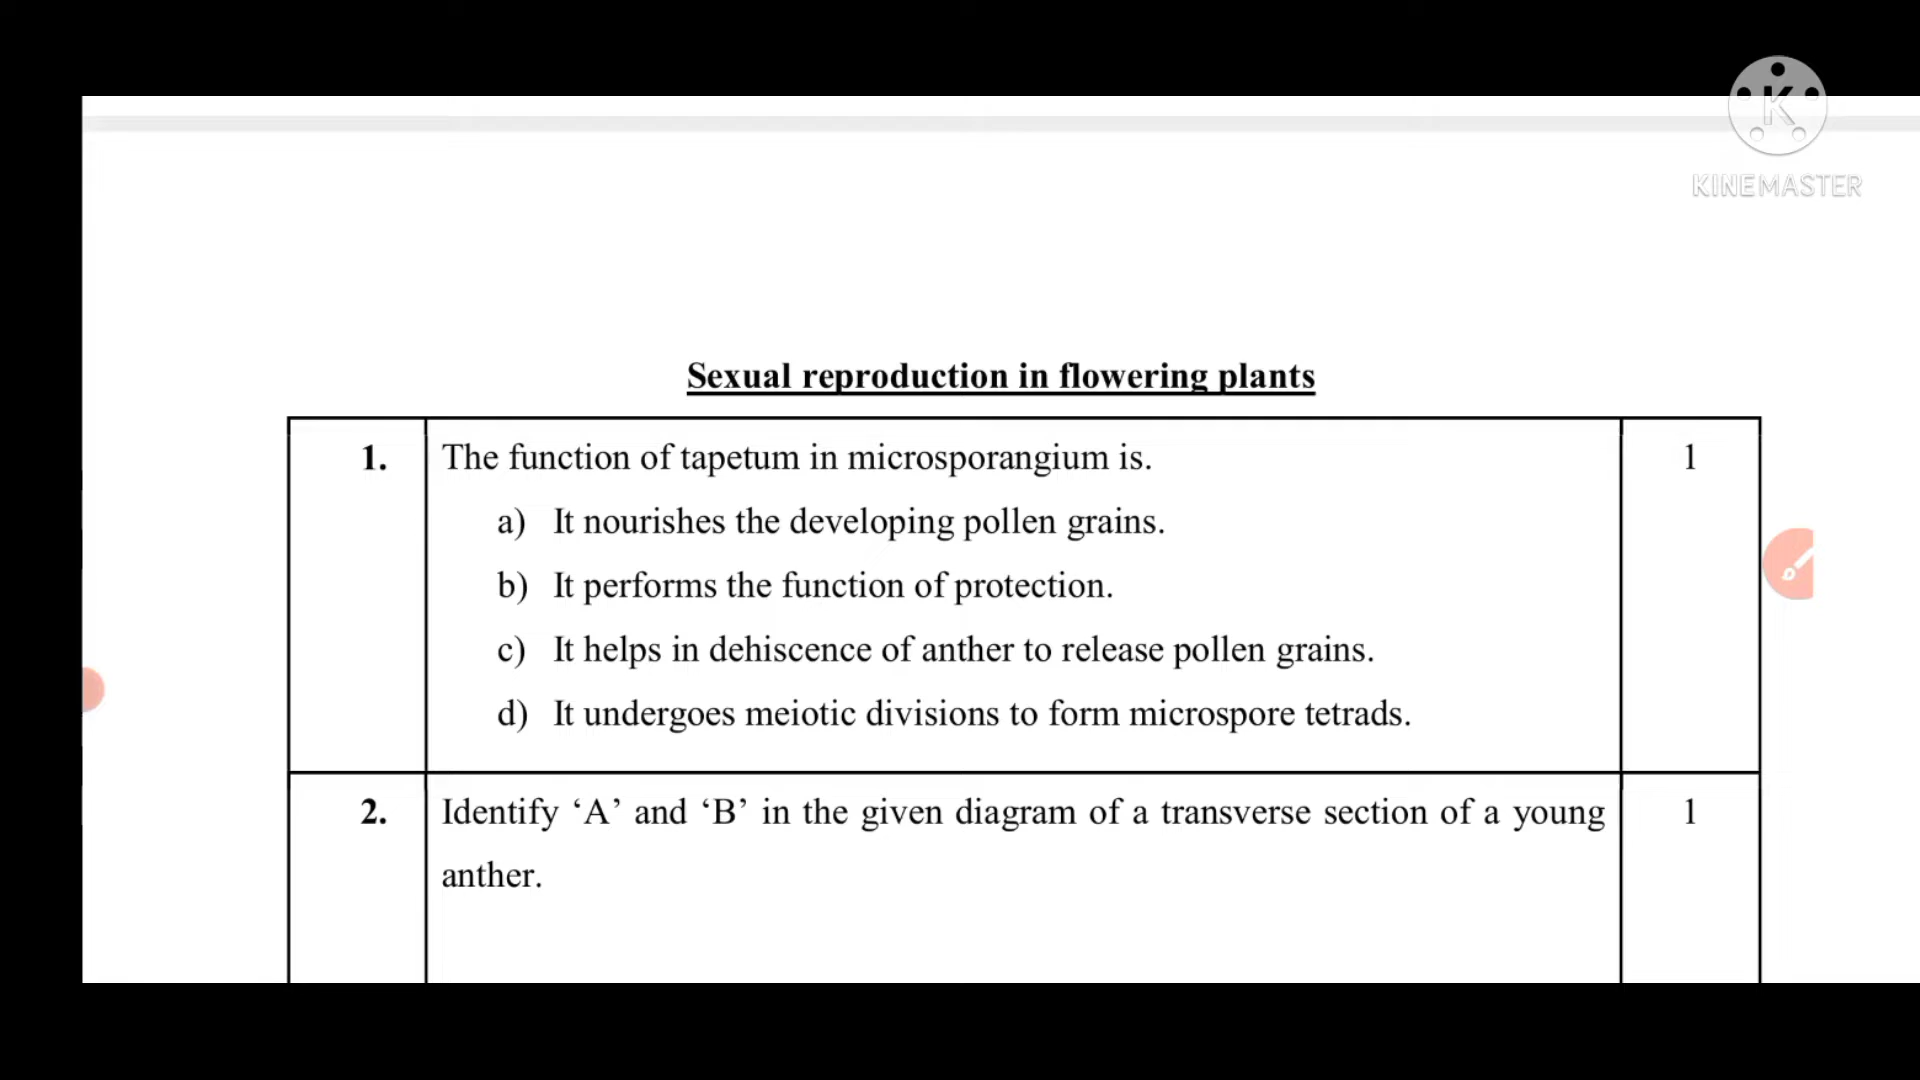 K
KINEMASTER
Sexual reproduction in flowering plants
1. The function of tapetum in microsporangium is. 1
a) It nourishes the developing pollen grains.
b) It performs the function of protection.
c) It helps in dehiscence of anther to release pollen grains.
d) It undergoes meiotic divisions to form microspore tetrads.
2. Identify ‘A’ and ‘B’ in the given diagram of a transverse section of a young 1
anther.